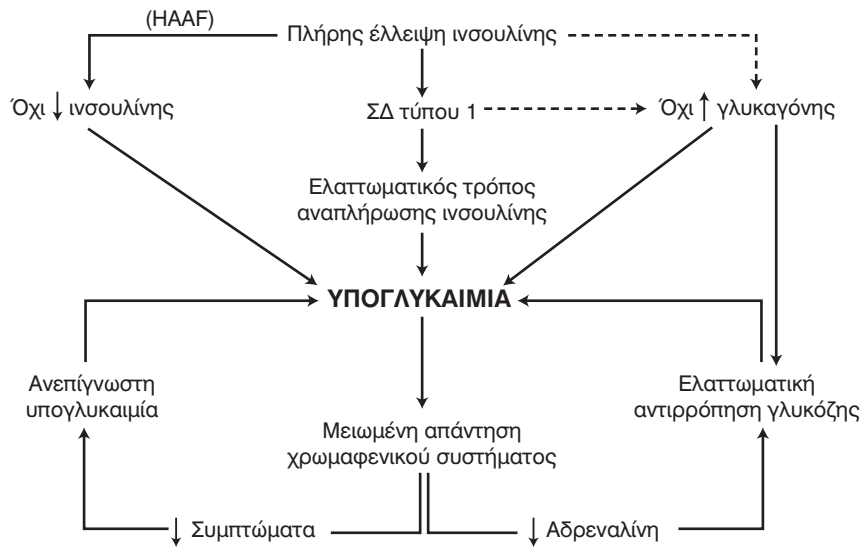 (HAAF)
Πλήρης έλλειψη ινσουλίνης
Όχι ↓ ινσουλίνης
ΣΔ τύπου 1
Όχι ↑ γλυκαγόνης
Ελαττωματικός τρόπος
αναπλήρωσης ινσουλίνης
ΥΠΟΓΛΥΚΑΙΜΙΑ
Ανεπίγνωστη
υπογλυκαιμία
Ελαττωματική
αντιρρόπηση γλυκόζης
Μειωμένη απάντηση
χρωμαφενικού συστήματος
↓ Συμπτώματα
↓ Αδρεναλίνη